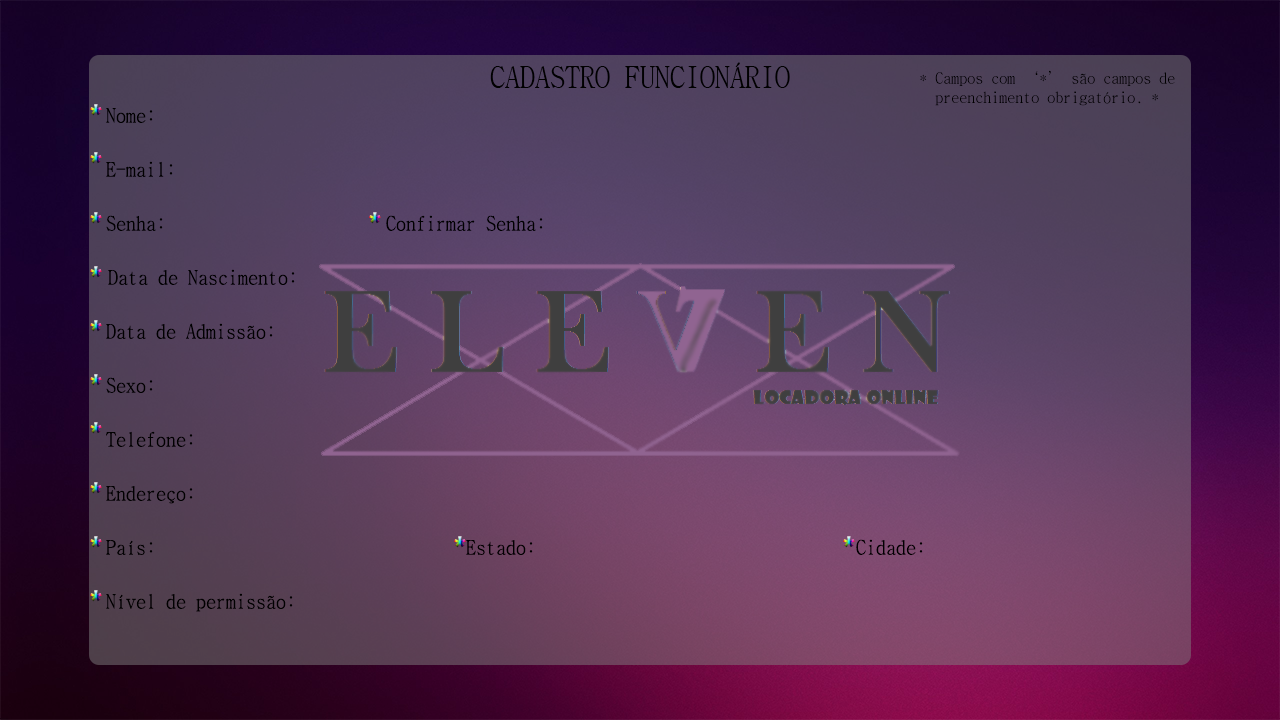 CADASTRO FUNCIONÁRIO
* Campos com ‘*’ são campos de
preenchimento obrigatório. *
* Nome:
* E-mail:
* Senha: * Confirmar Senha:
* Data de Nascimento:
ELEVEN
* Data de Admissão:
* Sexo:
LOCADORA ONLINE
* Telefone:
* Endereço:
* País: *Estado: *Cidade:
* Nível de permissão: